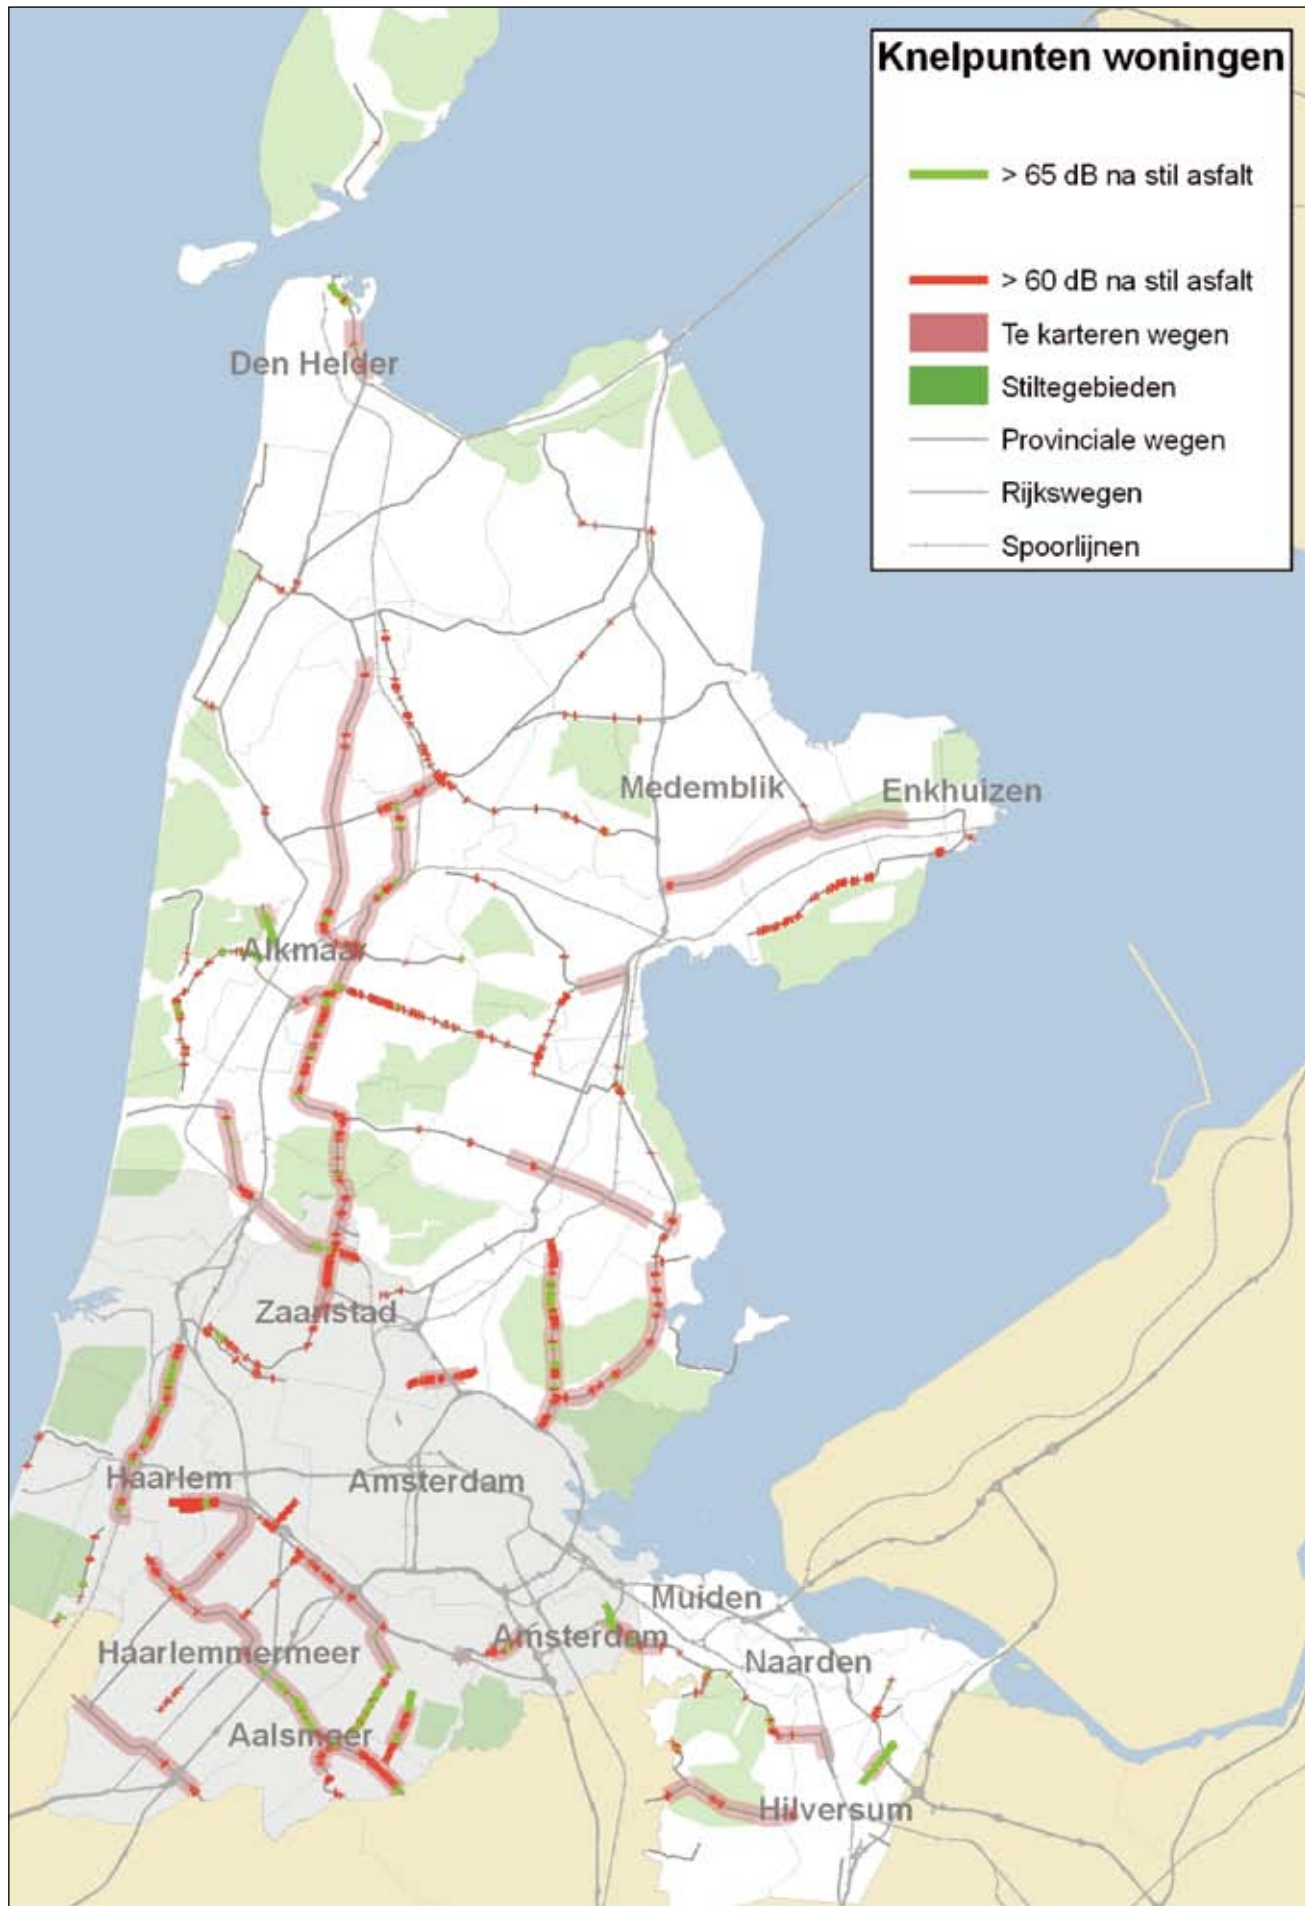 Knelpunten woningen
> 65 dB na stil asfalt
> 60 dB na stil asfalt
Te karteren wegen
Stiltegebieden
Provinciale wegen
Rijkswegen
Spoorlijnen
Den Helder
Medemblik
Enkhuizen
Alkmaar
Zaanstad
Haarlem
Amsterdam
Muiden
Amsterdam
Haarlemmermeer
Naarden
Aalsmeer
Hilversum